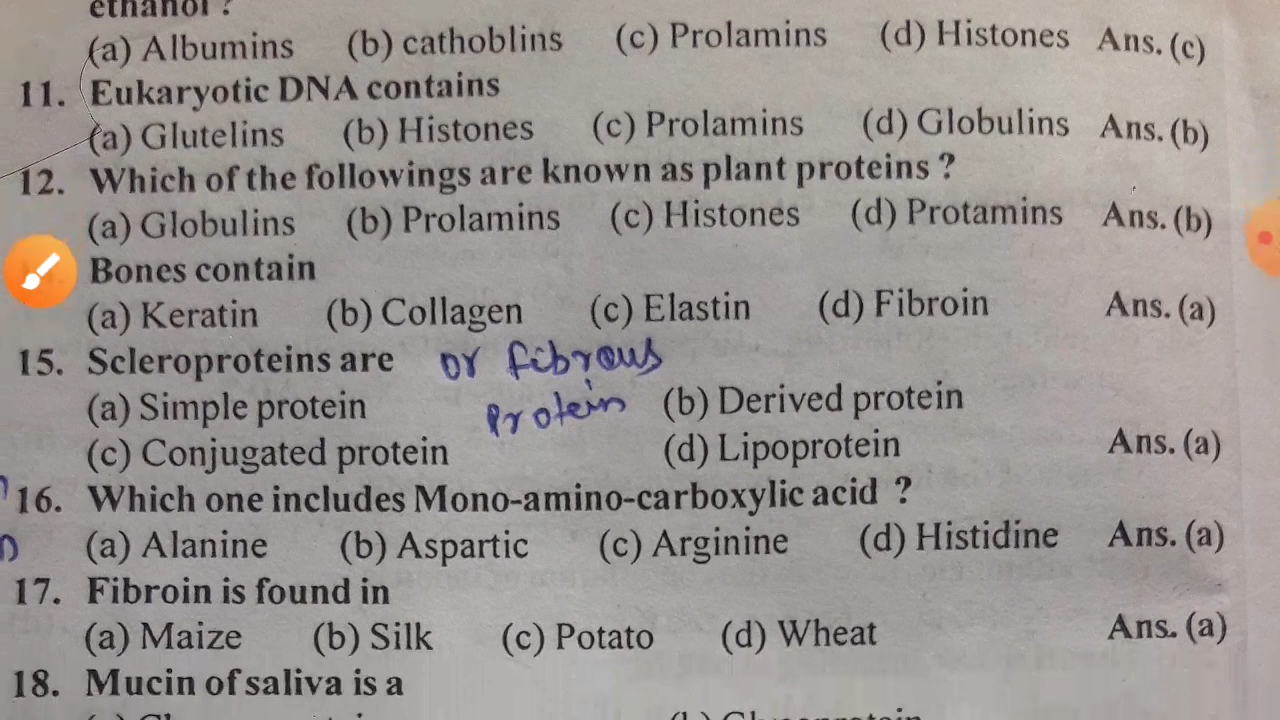 ethanol ?
(a) Albumins (b) cathoblins (c) Prolamins (d) Histones Ans. (c)
11. Eukaryotic DNA contains
(a) Glutelins (b) Histones (c) Prolamins (d) Globulins Ans. (b)
12. Which of the followings are known as plant proteins ?
(a) Globulins (b) Prolamins (c) Histones (d) Protamins Ans. (b)
Bones contain
(a) Keratin (b) Collagen (c) Elastin (d) Fibroin Ans. (a)
15. Scleroproteins are or fibrous
protein
(a) Simple protein (b) Derived protein
(c) Conjugated protein (d) Lipoprotein Ans. (a)
16. Which one includes Mono-amino-carboxylic acid ?
(a) Alanine (b) Aspartic (c) Arginine (d) Histidine Ans. (a)
17. Fibroin is found in
(a) Maize (b) Silk (c) Potato (d) Wheat Ans. (a)
18. Mucin of saliva is a